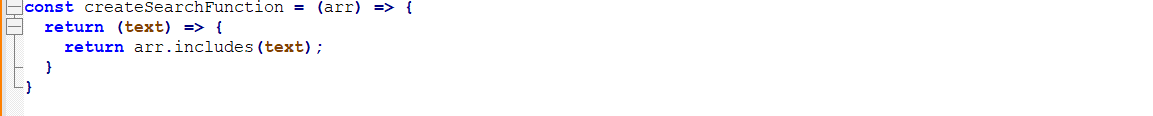 const createSearchFunction = (arr) => {
  return (text) => {
    return arr.includes(text);
  }
}